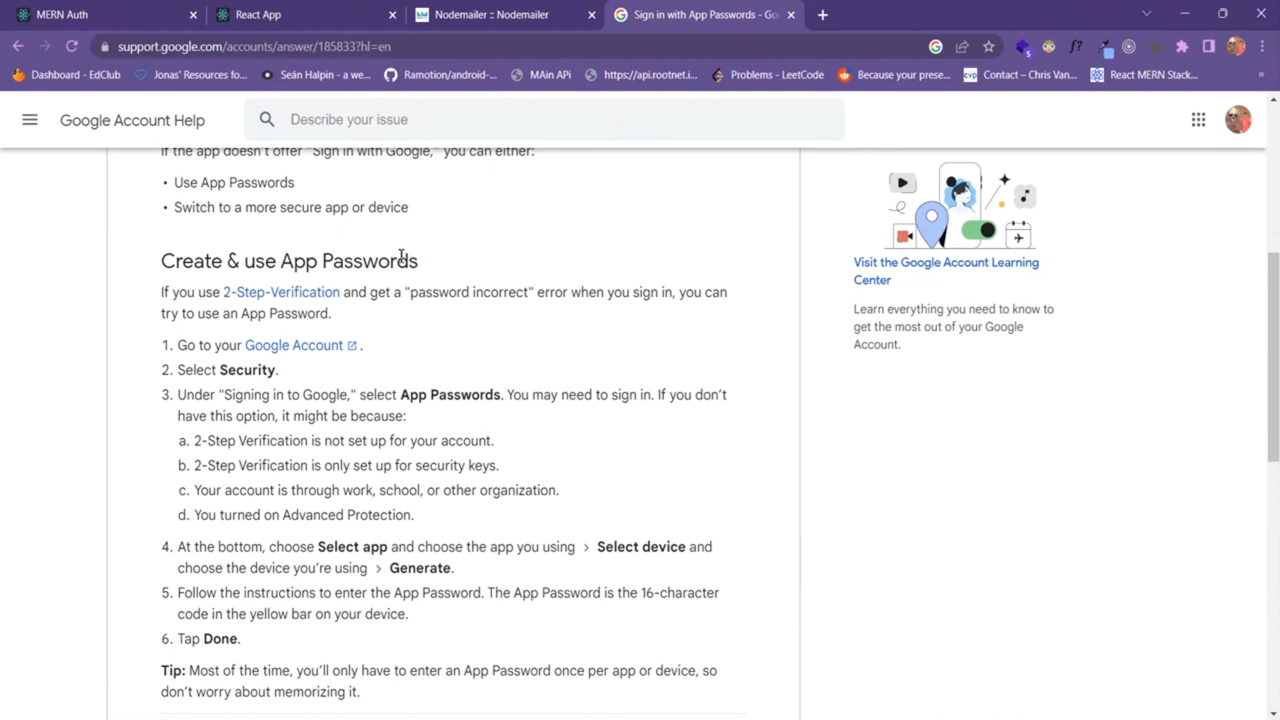 MERN Auth
React App
Nodemailer :: Nodemailer
Sign in with App Passwords - Go
support.google.com/accounts/answer/185833?hl=en
Dashboard - EdClub
Jonas' Resources fo...
Seán Halpin - a we...
Ramotion/android-...
MAin APi
https://api.rootnet.i...
Problems - LeetCode
Because your prese...
Contact – Chris Van...
React MERN Stack...
Google Account Help
Describe your issue
If the app doesn't offer "Sign in with Google," you can either:
• Use App Passwords
• Switch to a more secure app or device
Create & use App Passwords
If you use 2-Step-Verification and get a "password incorrect" error when you sign in, you can
try to use an App Password.
1. Go to your Google Account .
2. Select Security.
3. Under "Signing in to Google," select App Passwords. You may need to sign in. If you don't
have this option, it might be because:
a. 2-Step Verification is not set up for your account.
b. 2-Step Verification is only set up for security keys.
c. Your account is through work, school, or other organization.
d. You turned on Advanced Protection.
4. At the bottom, choose Select app and choose the app you using > Select device and
choose the device you're using > Generate.
5. Follow the instructions to enter the App Password. The App Password is the 16-character
code in the yellow bar on your device.
6. Tap Done.
Tip: Most of the time, you'll only have to enter an App Password once per app or device, so
don't worry about memorizing it.
Visit the Google Account Learning
Center
Learn everything you need to know to
get the most out of your Google
Account.